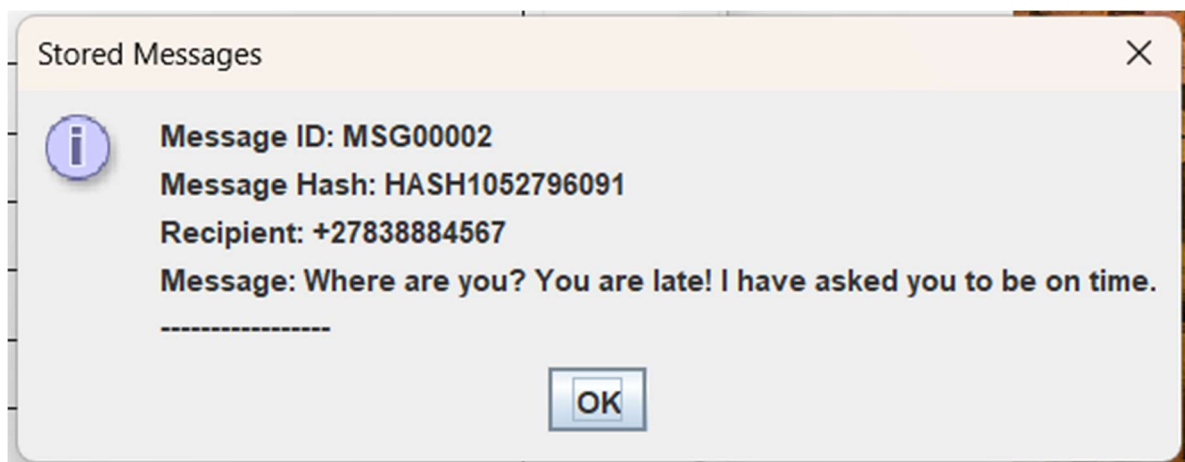 Stored Messages
Message ID: MSG00002
Message Hash: HASH1052796091
Recipient: +27838884567
Message: Where are you? You are late! I have asked you to be on time.
-----------------
OK